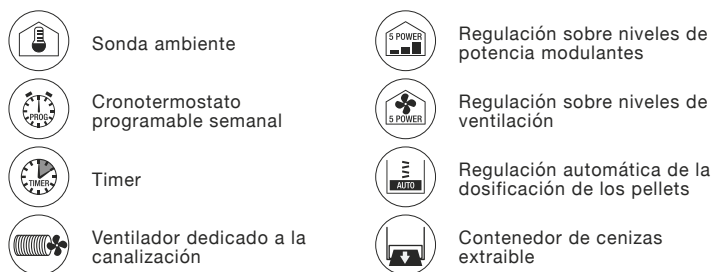 Sonda ambiente
PROG.
Cronotermostato
programable semanal
TIMER
Timer
Ventilador dedicado a la
canalización
5 POWER
Regulación sobre niveles de
potencia modulantes
5 POWER
Regulación sobre niveles de
ventilación
AUTO
Regulación automática de la
dosificación de los pellets
Contenedor de cenizas
extraible